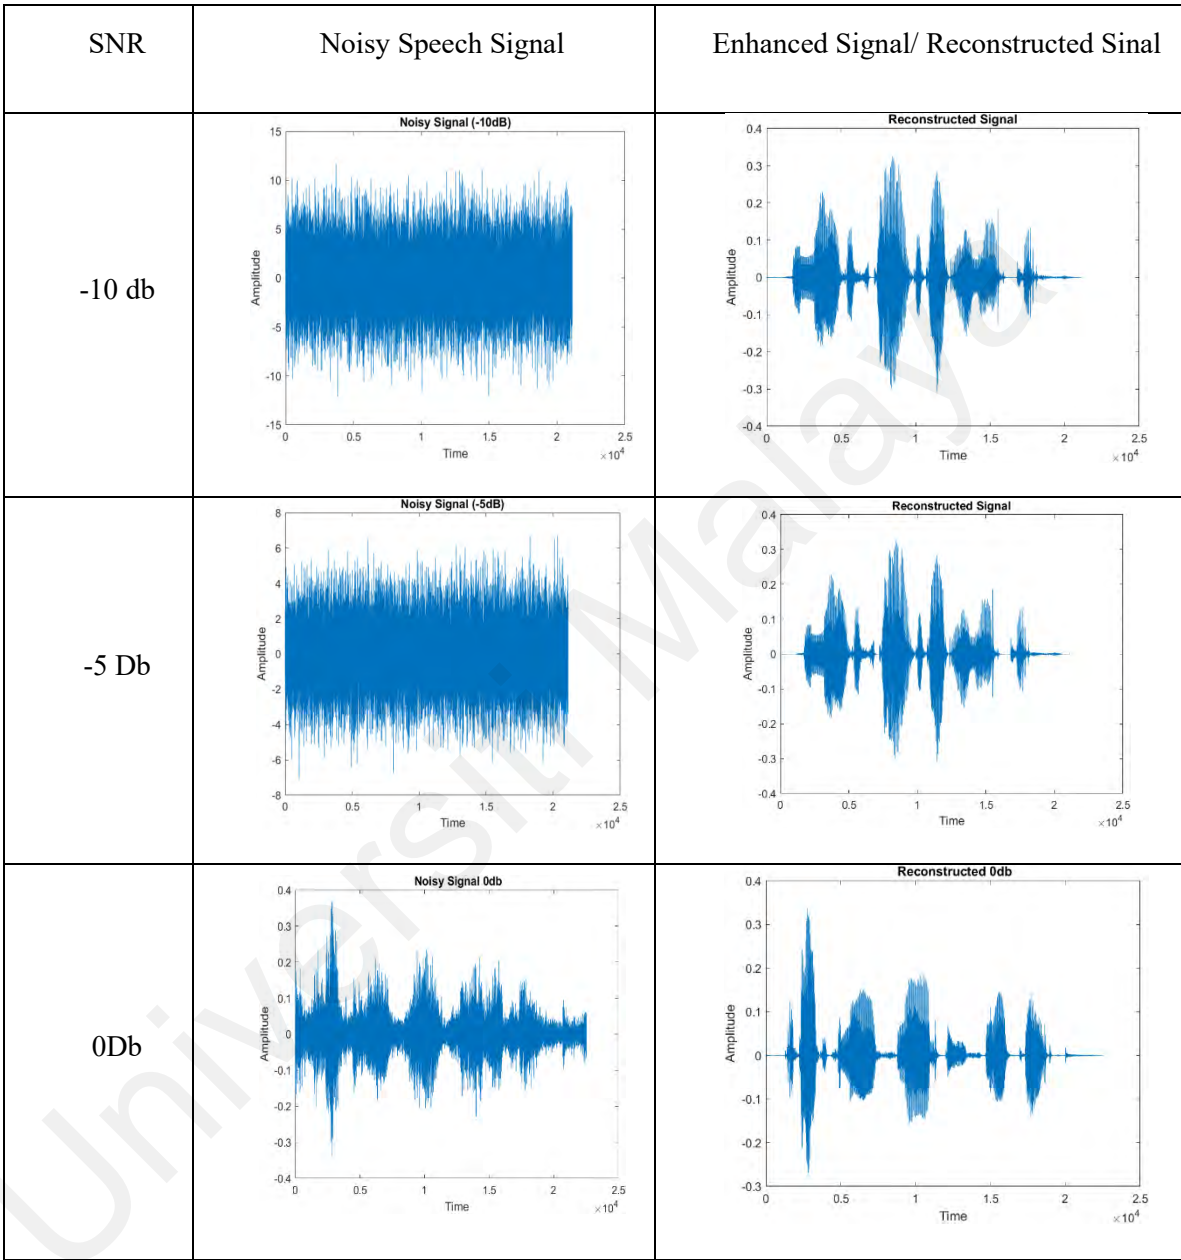 SNR
Noisy Speech Signal
Enhanced Signal/ Reconstructed Sinal
-10 db
Noisy Signal (-10dB)
15
10
5
0
-5
-10
-15
Amplitude
0 0.5 1 1.5 2 2.5
Time
×10^4
Reconstructed Signal
0.4
0.3
0.2
0.1
0
-0.1
-0.2
-0.3
-0.4
Amplitude
0 0.5 1 1.5 2 2.5
Time
×10^4
-5 Db
Noisy Signal (-5dB)
8
6
4
2
0
-2
-4
-6
-8
Amplitude
0 0.5 1 1.5 2 2.5
Time
×10^4
Reconstructed Signal
0.4
0.3
0.2
0.1
0
-0.1
-0.2
-0.3
-0.4
Amplitude
0 0.5 1 1.5 2 2.5
Time
×10^4
0Db
Noisy Signal 0db
0.4
0.3
0.2
0.1
0
-0.1
-0.2
-0.3
-0.4
Amplitude
0 0.5 1 1.5 2 2.5
Time
×10^4
Reconstructed 0db
0.4
0.3
0.2
0.1
0
-0.1
-0.2
-0.3
Amplitude
0 0.5 1 1.5 2 2.5
Time
×10^4
Universiti Malaya